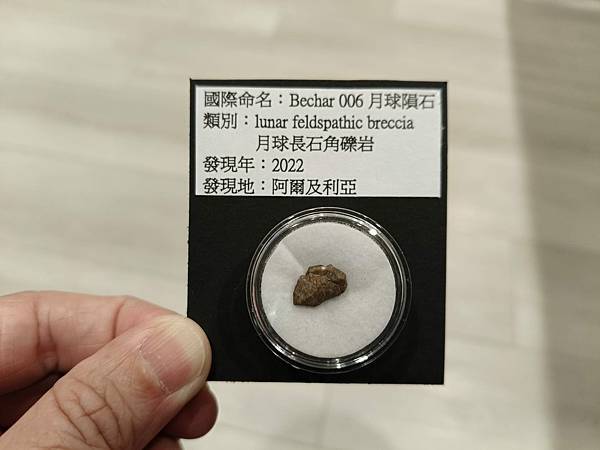 國際命名：Bechar 006 月球隕石
類別：lunar feldspathic breccia
月球長石角礫岩
發現年：2022
發現地：阿爾及利亞